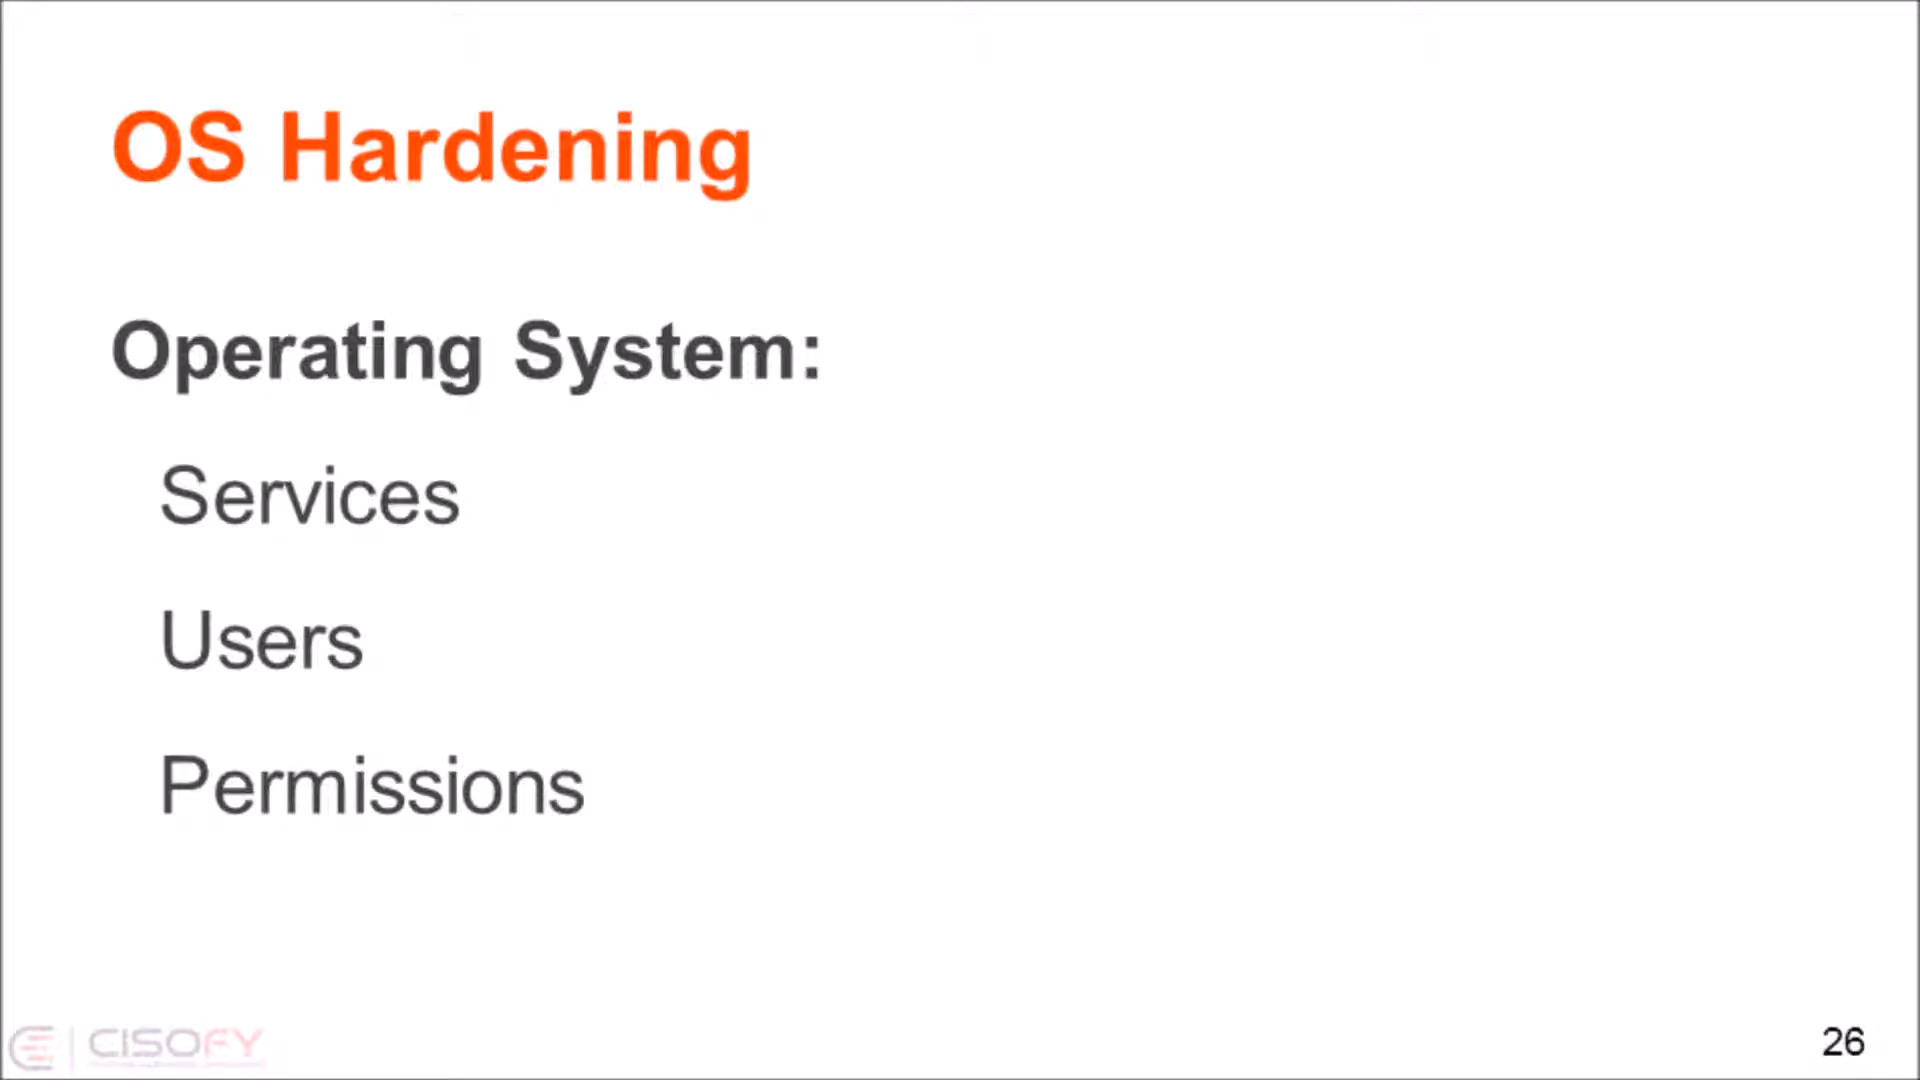 OS Hardening
Operating System:
Services
Users
Permissions
CISOFY
26